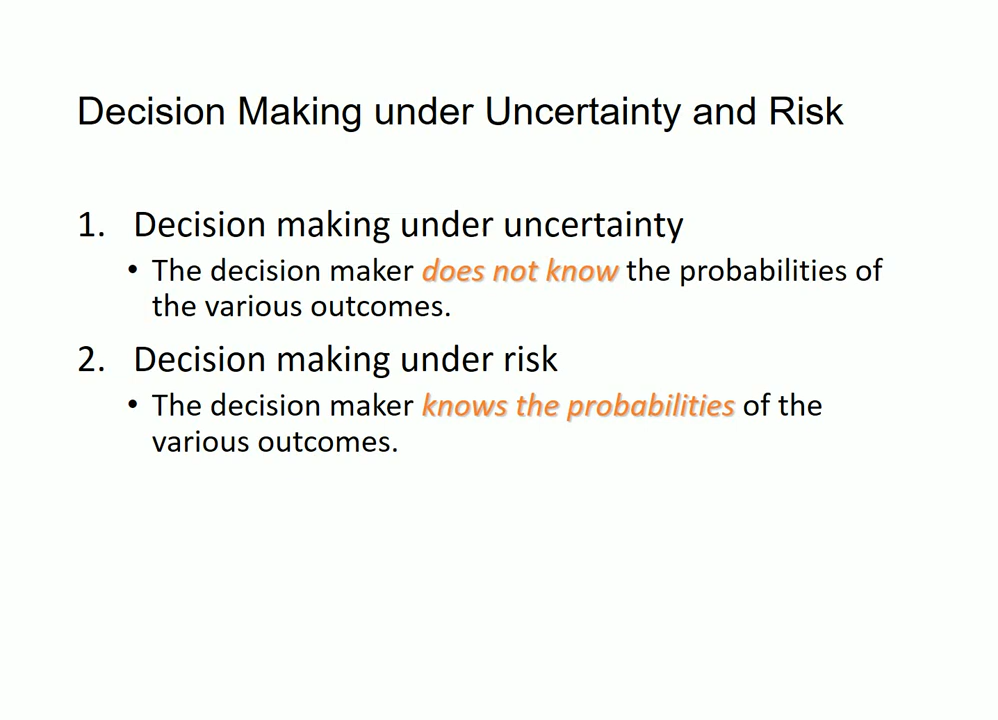 Decision Making under Uncertainty and Risk
1. Decision making under uncertainty
• The decision maker does not know the probabilities of
the various outcomes.
2. Decision making under risk
• The decision maker knows the probabilities of the
various outcomes.